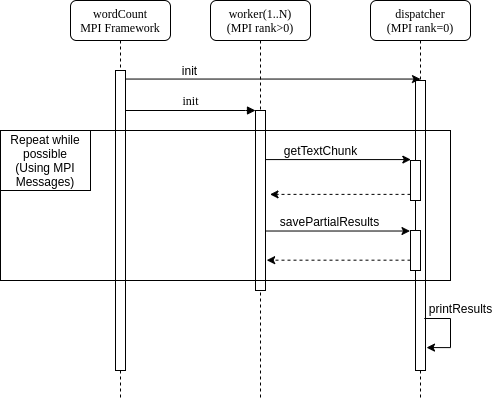 wordCount
MPI Framework
worker(1..N)
(MPI rank>0)
dispatcher
(MPI rank=0)
init
init
Repeat while
possible
(Using MPI
Messages)
getTextChunk
savePartialResults
printResults